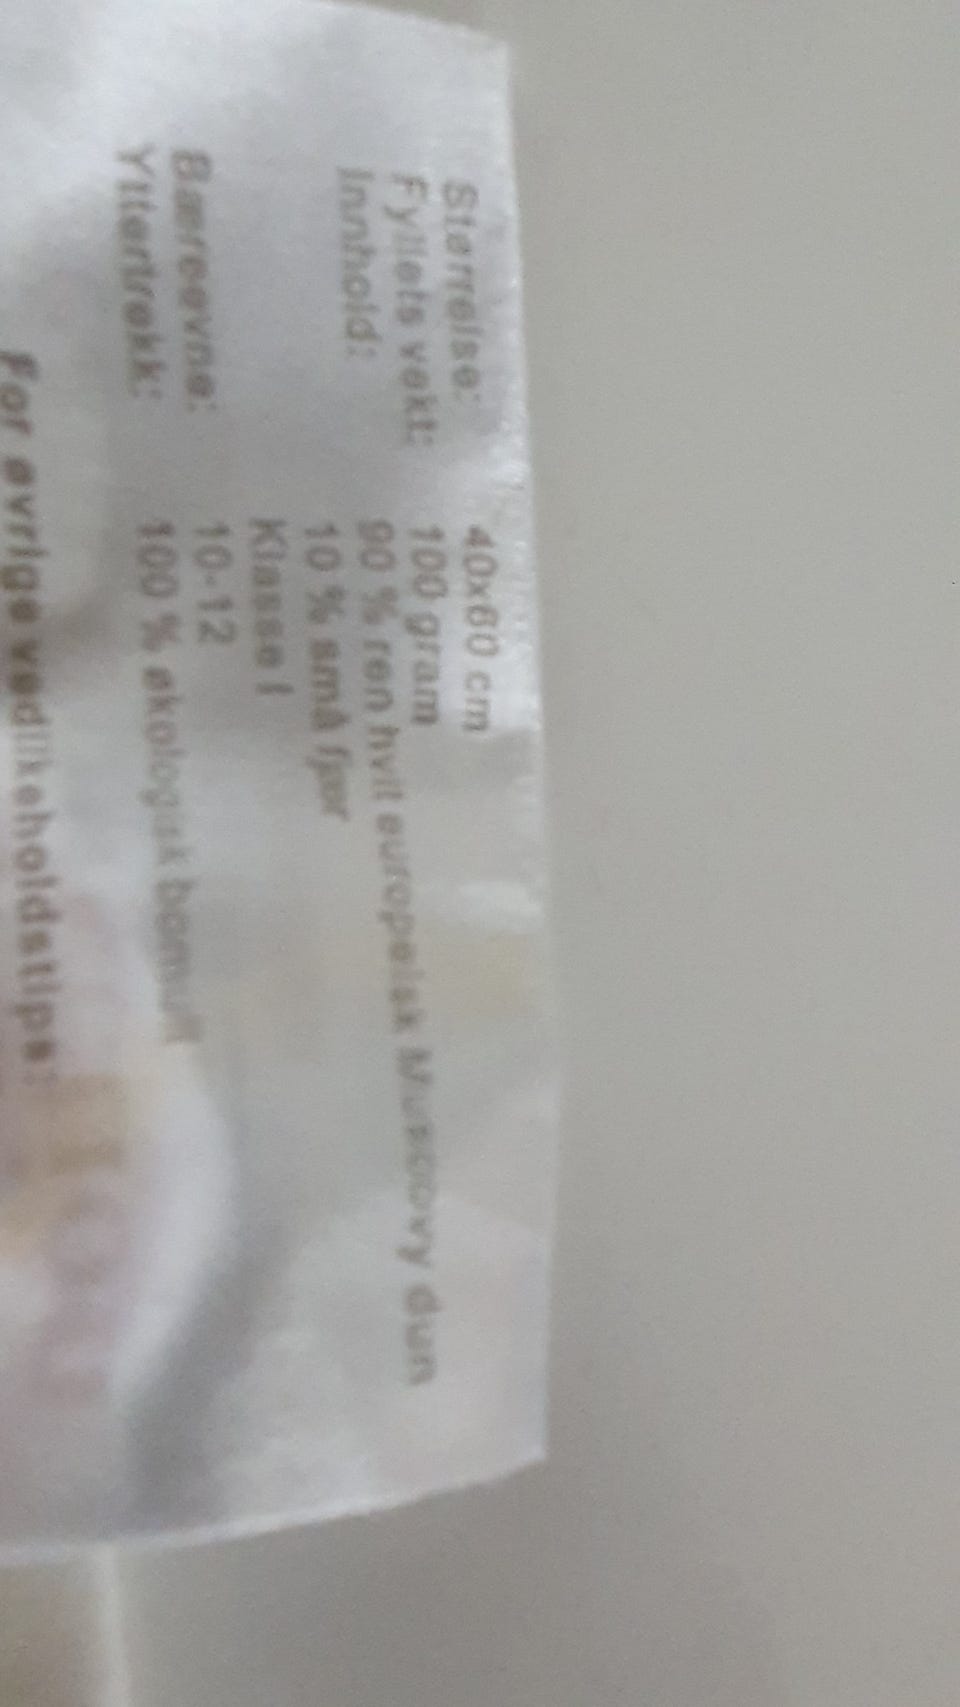 Størrelse: 40x60 cm
Fyllets vekt: 100 gram
Innhold: 90 % ren hvit europeisk Muscovy dun
10 % små fjær
Klasse I
Bæreevne: 10-12
Yttertrekk: 100 % økologisk bomull
For øvrige vedlikeholdstips: